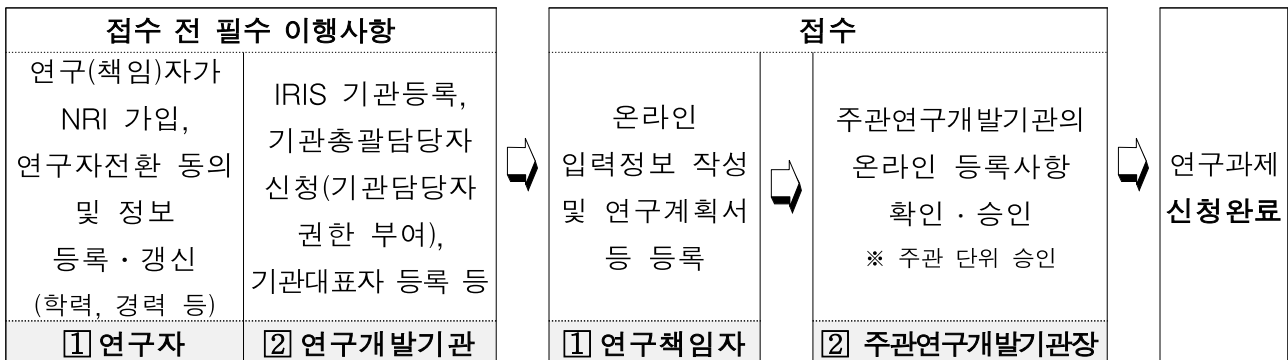 접수 전 필수 이행사항
연구(책임)자가
NRI 가입,
연구자전환 동의
및 정보
등록·갱신
(학력, 경력 등)
1 연구자
IRIS 기관등록,
기관총괄담당자
신청(기관담당자
권한 부여),
기관대표자 등록 등
2 연구개발기관
접수
온라인
입력정보 작성
및 연구계획서
등 등록
1 연구책임자
주관연구개발기관의
온라인 등록사항
확인·승인
※ 주관 단위 승인
2 주관연구개발기관장
연구과제
신청완료